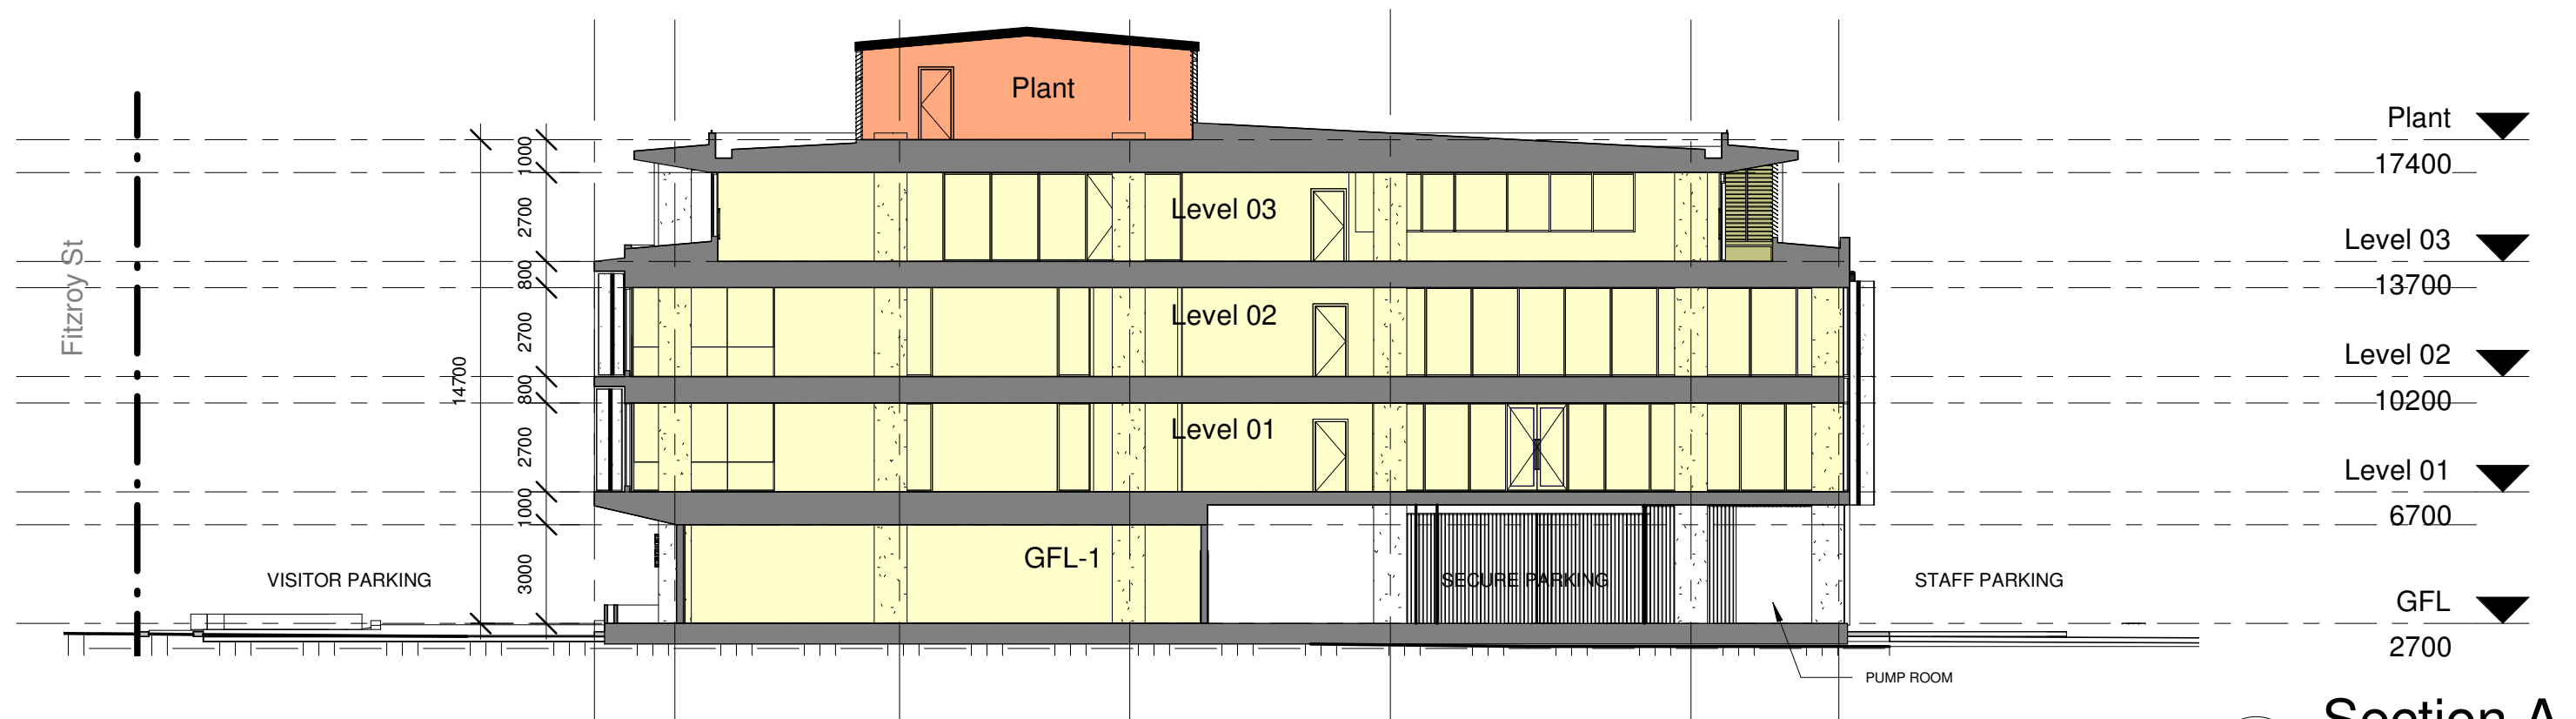 Plant
Plant
17400
1000
Level 03
2700
Level 03
13700
Fitzroy St
800
Level 02
2700
Level 02
10200
14700
800
Level 01
2700
Level 01
6700
1000
GFL-1
3000
VISITOR PARKING
SECURE PARKING
STAFF PARKING
GFL
2700
PUMP ROOM
Section A